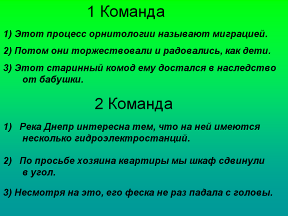 1 Команда
1) Этот процесс орнитологии называют миграцией.
2) Потом они торжествовали и радовались, как дети.
3) Этот старинный комод ему достался в наследство
от бабушки.
2 Команда
1) Река Днепр интересна тем, что на ней имеются
несколько гидроэлектростанций.
2) По просьбе хозяина квартиры мы шкаф сдвинули
в угол.
3) Несмотря на это, его феска не раз падала с головы.